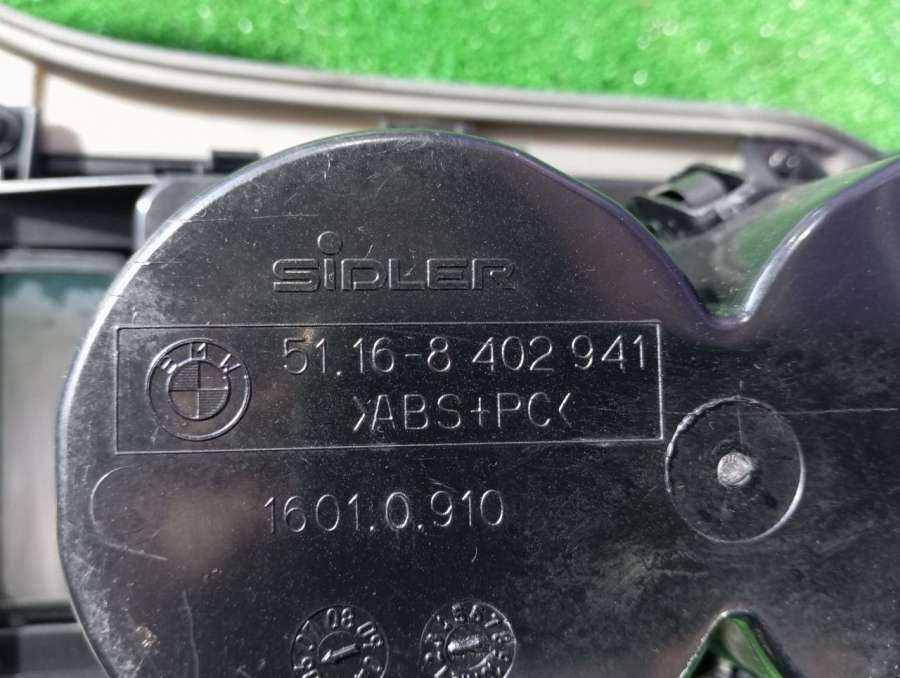 SiDLER
BMW
51.16-8 402 941
>ABS+PC<
1601.0.910